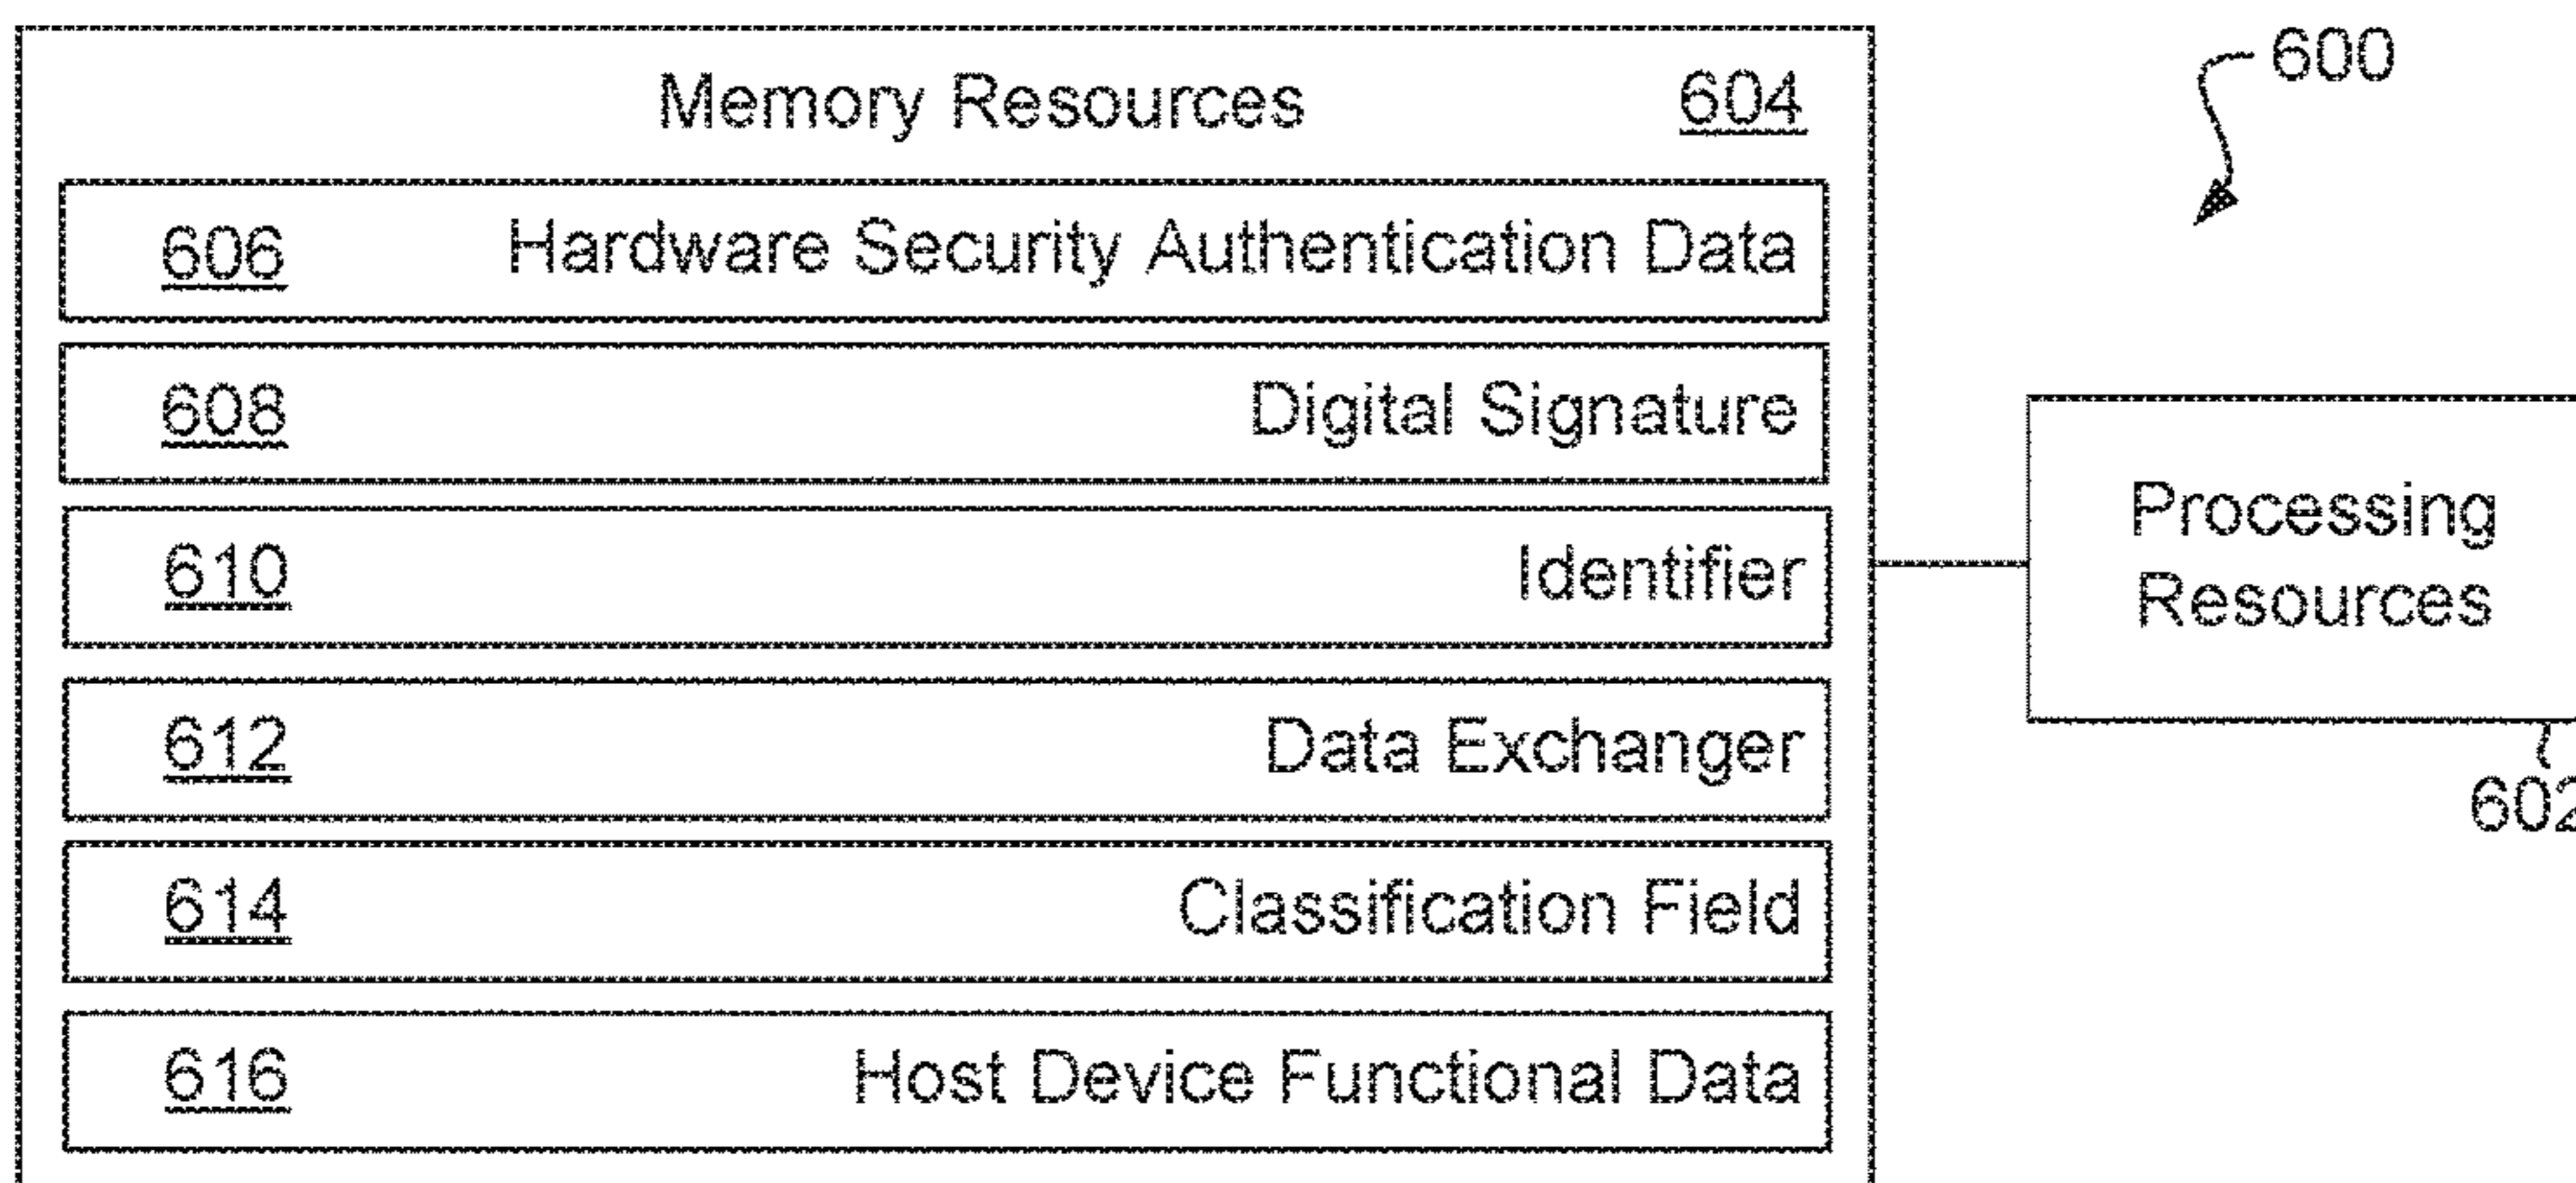 600
Memory Resources 604
606 Hardware Security Authentication Data
608 Digital Signature
610 Identifier
Processing
Resources
612 Data Exchanger
602
614 Classification Field
616 Host Device Functional Data